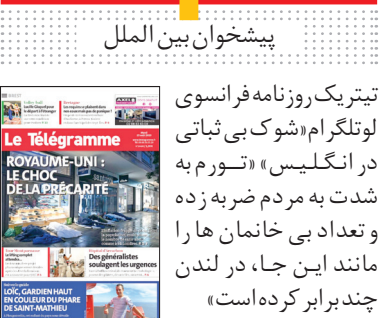 پیشخوان بین الملل
تیتر یک روزنامه فرانسوی
لوتلگرام «شوک بی ثباتی
در انگلیس» «تورم به
شدت به مردم ضربه زده
و تعداد بی خانمان ها را
مانند این جا، در لندن
چند برابر کرده است»
Le Télégramme
ROYAUME-UNI :
LE CHOC
DE LA PRÉCARITÉ
Des généralistes
soulagent les urgences
LOÏC, GARDIEN HAUT
EN COULEUR DU PHARE
DE SAINT-MATHIEU